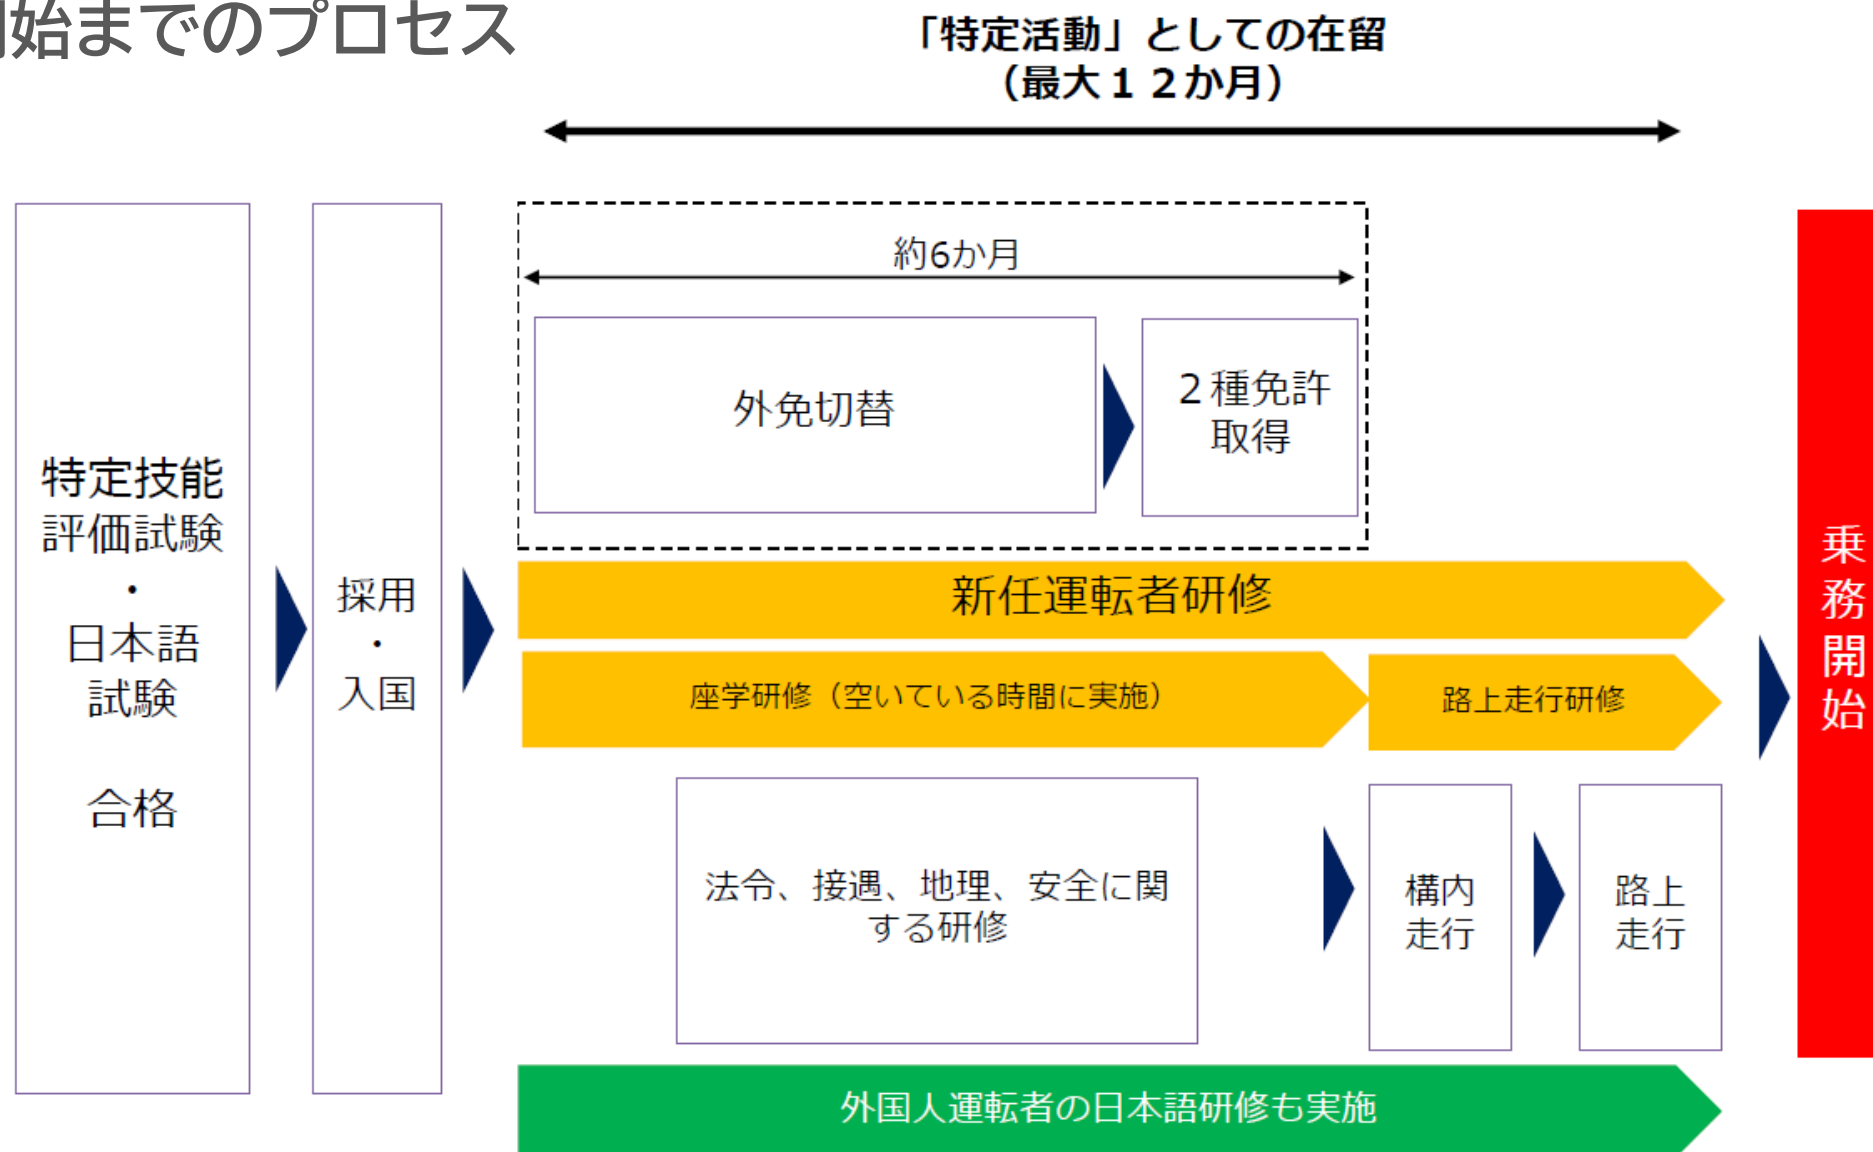 始までのプロセス
「特定活動」としての在留
（最大１２か月）
約6か月
外免切替
２種免許
取得
特定技能
評価試験
・
日本語
試験
合格
採用
・
入国
新任運転者研修
座学研修（空いている時間に実施）
路上走行研修
法令、接遇、地理、安全に関
する研修
構内
走行
路上
走行
外国人運転者の日本語研修も実施
乗務開始